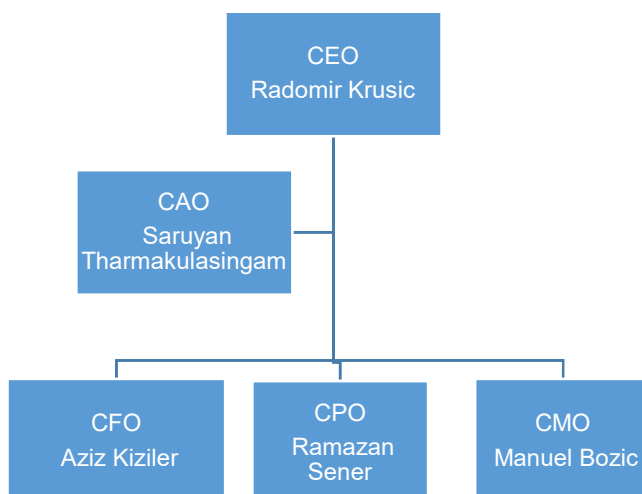 CEO
Radomir Krusic
CAO
Saruyan
Tharmakulasingam
CFO
Aziz Kiziler
CPO
Ramazan
Sener
CMO
Manuel Bozic